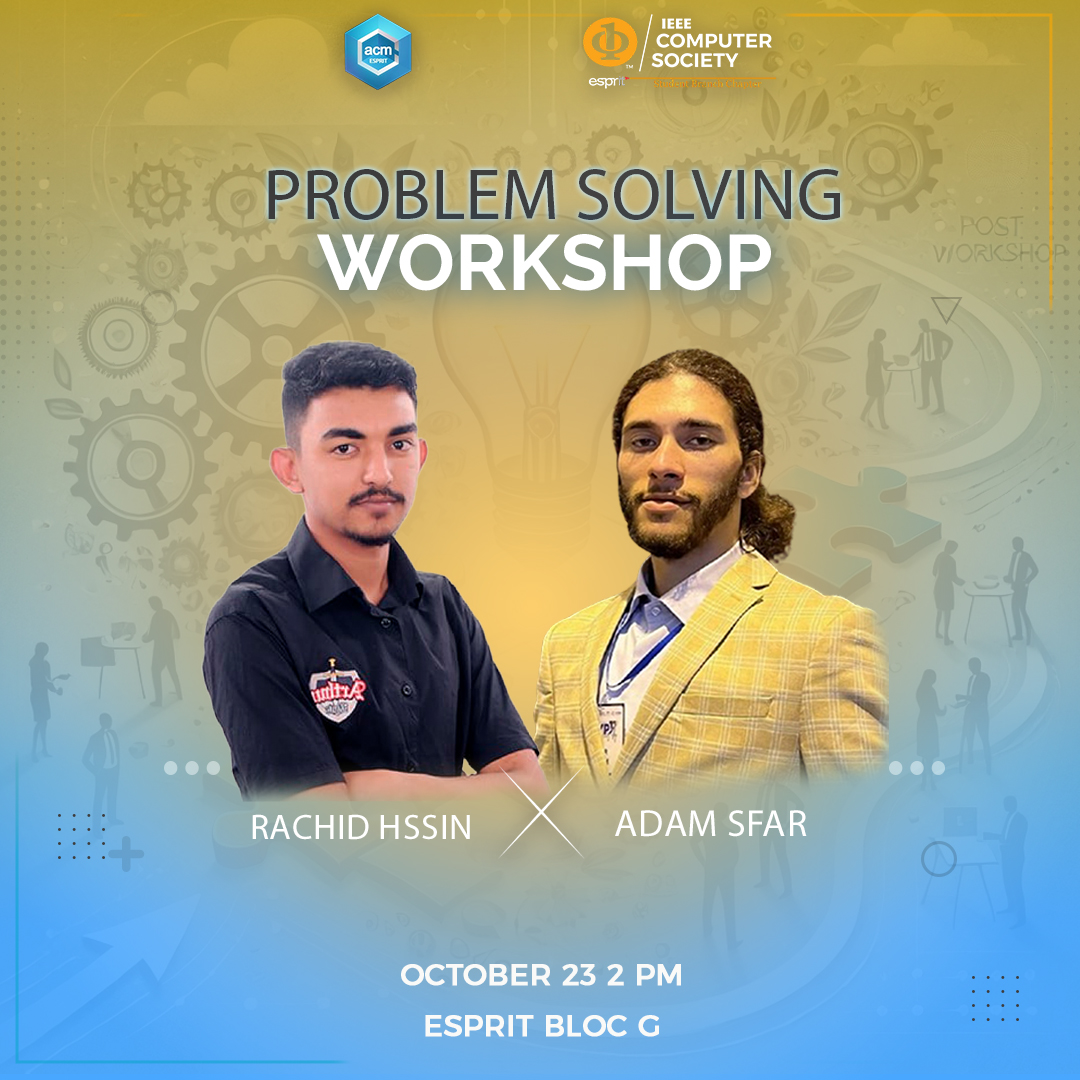 acm
ESPRIT
IEEE
COMPUTER
SOCIETY
TM
esprit
PROBLEM SOLVING
WORKSHOP
POST
WORKSHOP
RACHID HSSIN
ADAM SFAR
OCTOBER 23 2 PM
ESPRIT BLOC G